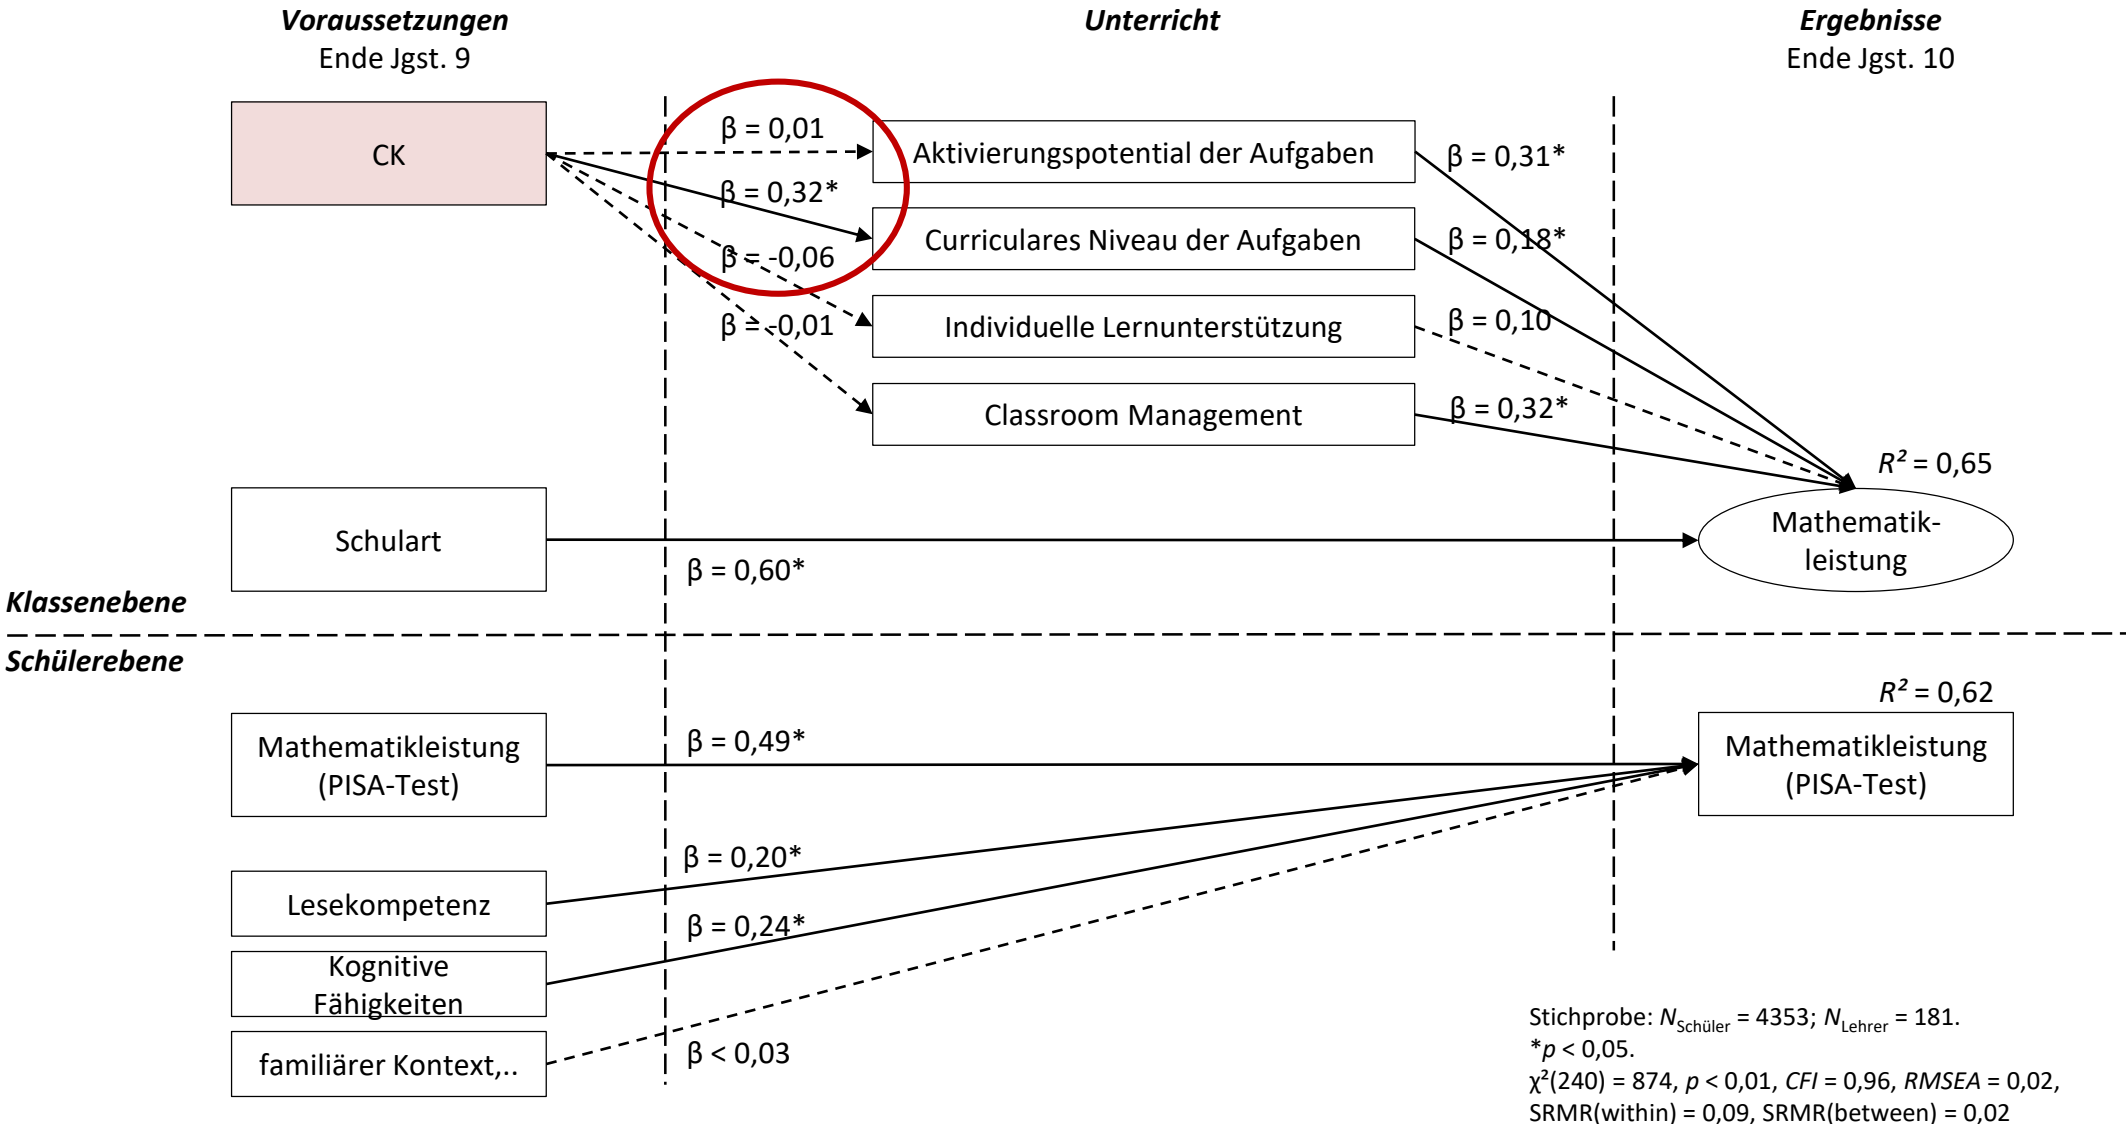 Voraussetzungen
Ende Jgst. 9
Unterricht
Ergebnisse
Ende Jgst. 10
CK
β = 0,01
β = 0,32*
β = -0,06
β = -0,01
Aktivierungspotential der Aufgaben
Curriculares Niveau der Aufgaben
Individuelle Lernunterstützung
Classroom Management
β = 0,31*
β = 0,18*
β = 0,10
β = 0,32*
R² = 0,65
Mathematik-
leistung
Schulart
β = 0,60*
Klassenebene
Schülerebene
R² = 0,62
Mathematikleistung
(PISA-Test)
β = 0,49*
Mathematikleistung
(PISA-Test)
β = 0,20*
Lesekompetenz
β = 0,24*
Kognitive
Fähigkeiten
familiärer Kontext,..
β < 0,03
Stichprobe: N Schüler = 4353; N Lehrer = 181.
*p < 0,05.
χ²(240) = 874, p < 0,01, CFI = 0,96, RMSEA = 0,02,
SRMR(within) = 0,09, SRMR(between) = 0,02